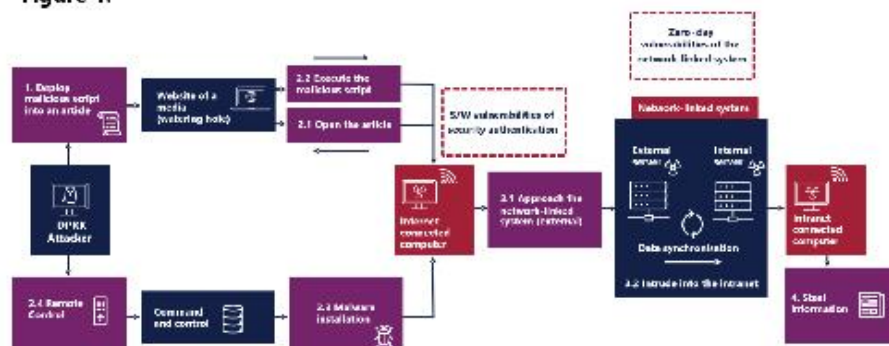 Figure 1.
Zero-day
vulnerabilities of the
network-linked system
1. Deploy
malicious script
into an article
Website of a
media
(watering hole)
2.2 Execute the
malicious script
2.1 Open the article
S/W vulnerabilities of
security authentication
Network-linked system
External
server
Internal
server
DPRK
Attacker
Internet
connected
computer
3.1 Approach the
network-linked
system (external)
Data synchronisation
3.2 Intrude into the intranet
Intranet
connected
computer
2.4 Remote
Control
Command
and control
2.3 Malware
installation
4. Steal
Information